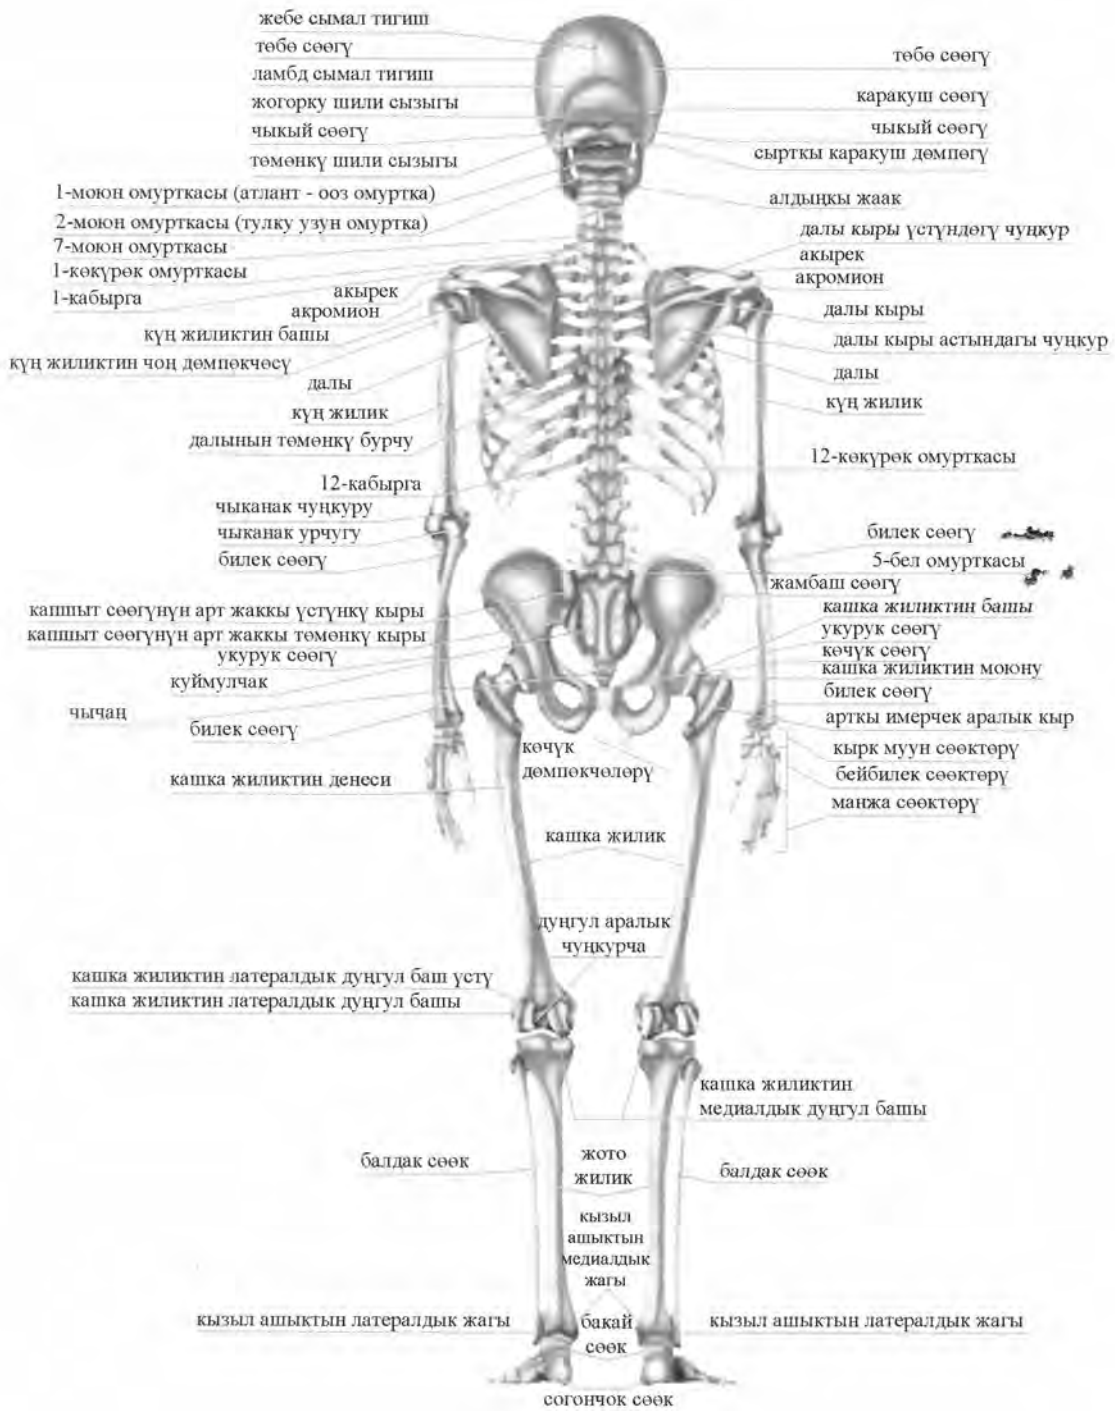 жебе сымал тигиш
төбө сөөгү
ламбд сымал тигиш
жогорку шили сызыгы
чыкый сөөгү
төмөнкү шили сызыгы
1-моюн омурткасы (атлант - ооз омуртка)
2-моюн омурткасы (тулку узун омуртка)
7-моюн омурткасы
1-көкүрөк омурткасы
1-кабырга
акырек
акромион
күң жиликтин башы
күң жиликтин чоң дөмпөкчөсү
далы
күң жилик
далынын төмөнкү бурчу
12-кабырга
чыканак чуңкуру
чыканак урчугу
билек сөөгү
капшыт сөөгүнүн арт жаккы үстүнкү кыры
капшыт сөөгүнүн арт жаккы төмөнкү кыры
укурук сөөгү
куймулчак
чычаң
билек сөөгү
кашка жиликтин денеси
төбө сөөгү
каракуш сөөгү
чыкый сөөгү
сырткы каракуш дөмпөгү
алдыңкы жаак
далы кыры үстүндөгү чуңкур
акырек
акромион
далы кыры
далы кыры астындагы чуңкур
далы
күң жилик
12-көкүрөк омурткасы
билек сөөгү
5-бел омурткасы
жамбаш сөөгү
кашка жиликтин башы
укурук сөөгү
көчүк сөөгү
кашка жиликтин моюну
билек сөөгү
арткы имерчек аралык кыр
кырк муун сөөктөрү
бейбилек сөөктөрү
манжа сөөктөрү
көчүк
дөмпөкчөлөрү
кашка жилик
дуңгул аралык
чуңкурча
кашка жиликтин латералдык дуңгул баш үстү
кашка жиликтин латералдык дуңгул башы
кашка жиликтин
медиалдык дуңгул башы
балдак сөөк
жото
жилик
балдак сөөк
кызыл
ашыктын
медиалдык
жагы
кызыл ашыктын латералдык жагы
бакай
сөөк
кызыл ашыктын латералдык жагы
согончок сөөк